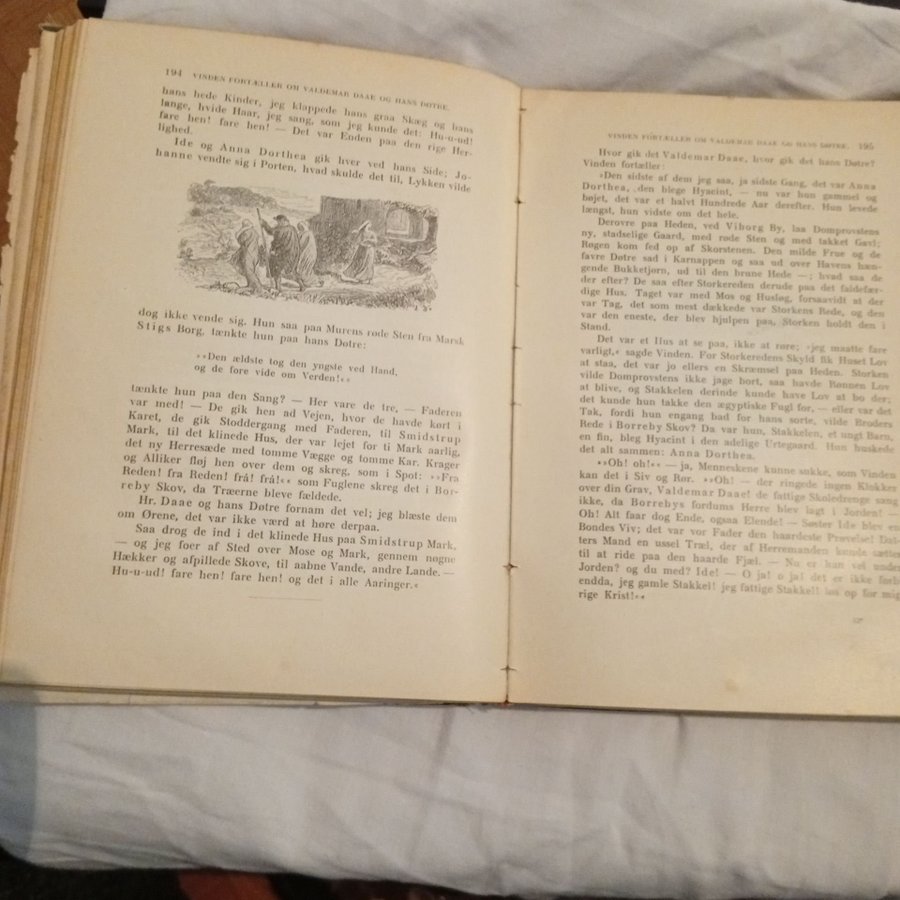 194 VINDEN FORTÆLLER OM VALDEMAR DAAE OG HANS DØTRE.
hans hede Kinder, jeg klappede hans graa Skæg og hans
lange, hvide Haar, jeg sang, som jeg kunde det: Hu-u-ud!
fare hen! fare hen! — Det var Enden paa den rige Her-
lighed.
Ide og Anna Dorthea gik hver ved hans Side; Jo-
hanne vendte sig i Porten, hvad skulde det til, Lykken vilde
dog ikke vende sig. Hun saa paa Murens røde Sten fra Marsk
Stigs Borg, tænkte hun paa hans Døtre:
»»Den ældste tog den yngste ved Haand,
og de fore vide om Verden!««
tænkte hun paa den Sang? — Her vare de tre, — Faderen
var med! — De gik hen ad Vejen, hvor de havde kørt i
Karet, de gik Stoddergang med Faderen, til Smidstrup
Mark, til det klinede Hus, der var lejet for ti Mark aarlig,
det ny Herresæde med tomme Vægge og tomme Kar. Krager
og Alliker fløj hen over dem og skreg, som i Spot: »»Fra
Reden! fra Reden! frá! frá!«« som Fuglene skreg det i Bor-
reby Skov, da Træerne bleve fældede.
Hr. Daae og hans Døtre fornam det vel; jeg blæste dem
om Ørene, det var ikke værd at høre derpaa.
Saa drog de ind i det klinede Hus paa Smidstrup Mark,
— og jeg foer af Sted over Mose og Mark, gennem nøgne
Hækker og afpillede Skove, til aabne Vande, andre Lande. —
Hu-u-ud! fare hen! fare hen! og det i alle Aaringer.«
VINDEN FORTÆLLER OM VALDEMAR DAAE OG HANS DØTRE. 195
Hvor gik det Valdemar Daae, hvor gik det hans Døtre?
Vinden fortæller:
»Den sidste af dem jeg saa, ja sidste Gang, det var Anna
Dorthea, den blege Hyacint, — nu var hun gammel og
bøjet, det var et halvt Hundrede Aar derefter. Hun levede
længst, hun vidste om det hele.
Derovre paa Heden, ved Viborg By, laa Domprovstens
ny, stadselige Gaard, med røde Sten og med takket Gavl;
Røgen kom fed op af Skorstenen. Den milde Frue og de
favre Døtre sad i Karnappen og saa ud over Havens hæn-
gende Bukketjørn, ud til den brune Hede —; hvad saa de
der efter? De saa efter Storkereden derude paa det faldefær-
dige Hus. Taget var med Mos og Husløg, forsaavidt at der
var Tag, det som mest dækkede var Storkens Rede, og den
var den eneste, der blev hjulpen paa, Storken holdt den i
Stand.
Det var et Hus at se paa, ikke at røre; »jeg maatte fare
varligt,« sagde Vinden. For Storkeredens Skyld fik Huset Lov
at staa, det var jo ellers en Skræmsel paa Heden. Storken
vilde Domprovstens ikke jage bort, saa havde Rønnen Lov
at blive, og Stakkelen derinde kunde have Lov at bo der;
det kunde hun takke den ægyptiske Fugl for, — eller var det
Tak, fordi hun engang bad for hans sorte, vilde Broders
Rede i Borreby Skov? Da var hun, Stakkelen, et ungt Barn,
en fin, bleg Hyacint i den adelige Urtegaard. Hun huskede
det alt sammen: Anna Dorthea.
»»Oh! oh!«« — ja, Menneskene kunne sukke, som Vinden
kan det i Siv og Rør. »»Oh! — der ringede ingen Klokker
over din Grav, Valdemar Daae! de fattige Skoledrenge sang
ikke, da Borrebys fordums Herre blev lagt i Jorden! —
Oh! Alt faar dog Ende, ogsaa Elende! — Søster Ide blev en
Bondes Viv; det var vor Fader den haardeste Prøvelse! Dat-
ters Mand en ussel Træl, der af Herremanden kunde sættes
til at ride paa den haarde Fjæl. — Nu er han vel under
Jorden? og du med? Ide! — O ja! o ja! det er ikke forbi
endda, jeg gamle Stakkel! jeg fattige Stakkel! løs op for mig,
rige Krist!««